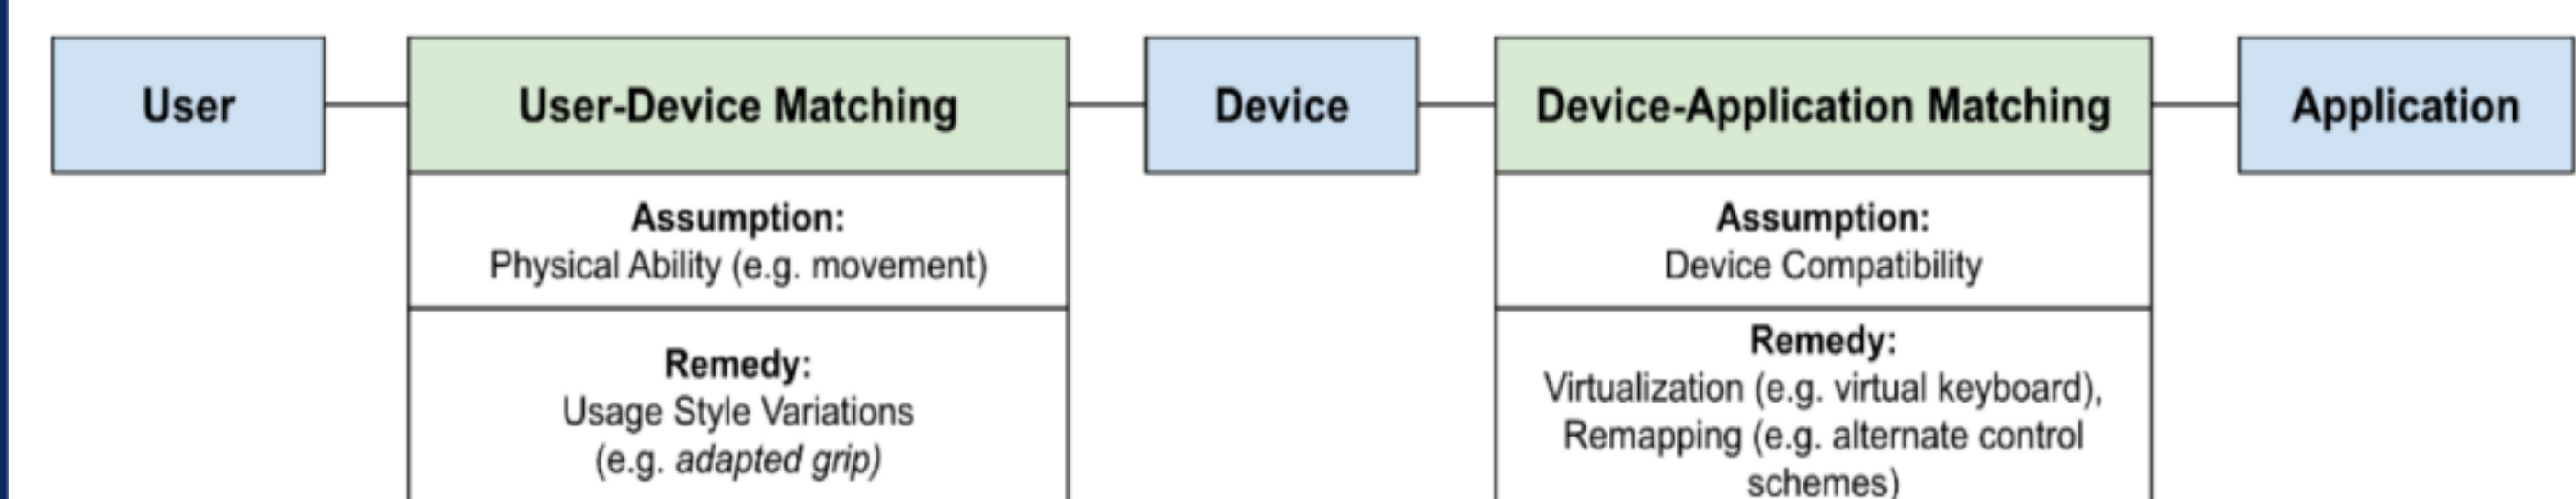 User
User-Device Matching
Device
Device-Application Matching
Application
Assumption:
Physical Ability (e.g. movement)
Remedy:
Usage Style Variations
(e.g. adapted grip)
Assumption:
Device Compatibility
Remedy:
Virtualization (e.g. virtual keyboard),
Remapping (e.g. alternate control
schemes)